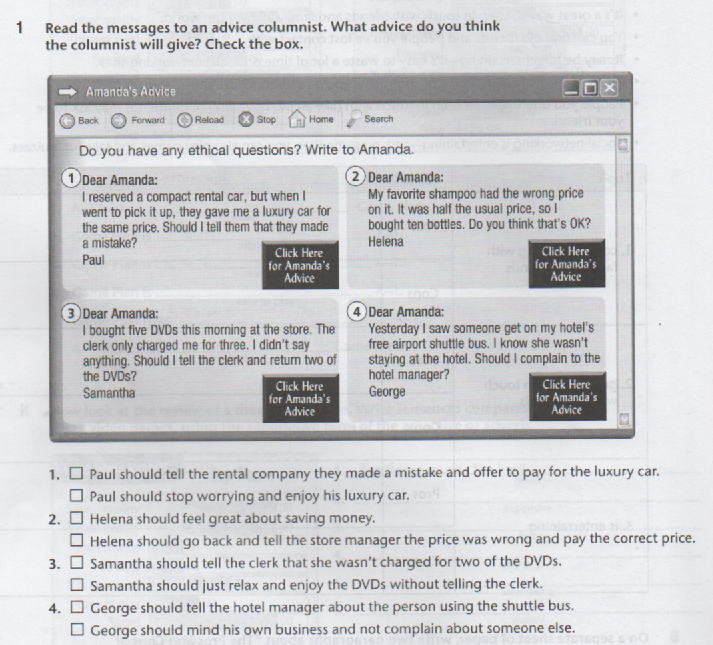 1 Read the messages to an advice columnist. What advice do you think
the columnist will give? Check the box.
Amanda's Advice
Back Forward Reload Stop Home Search
Do you have any ethical questions? Write to Amanda.
1 Dear Amanda:
I reserved a compact rental car, but when I
went to pick it up, they gave me a luxury car for
the same price. Should I tell them that they made
a mistake?
Paul
Click Here
for Amanda's
Advice
2 Dear Amanda:
My favorite shampoo had the wrong price
on it. It was half the usual price, so I
bought ten bottles. Do you think that's OK?
Helena
Click Here
for Amanda's
Advice
3 Dear Amanda:
I bought five DVDs this morning at the store. The
clerk only charged me for three. I didn't say
anything. Should I tell the clerk and return two of
the DVDs?
Samantha
Click Here
for Amanda's
Advice
4 Dear Amanda:
Yesterday I saw someone get on my hotel's
free airport shuttle bus. I know she wasn't
staying at the hotel. Should I complain to the
hotel manager?
George
Click Here
for Amanda's
Advice
1. Paul should tell the rental company they made a mistake and offer to pay for the luxury car.
Paul should stop worrying and enjoy his luxury car.
2. Helena should feel great about saving money.
Helena should go back and tell the store manager the price was wrong and pay the correct price.
3. Samantha should tell the clerk that she wasn't charged for two of the DVDs.
Samantha should just relax and enjoy the DVDs without telling the clerk.
4. George should tell the hotel manager about the person using the shuttle bus.
George should mind his own business and not complain about someone else.